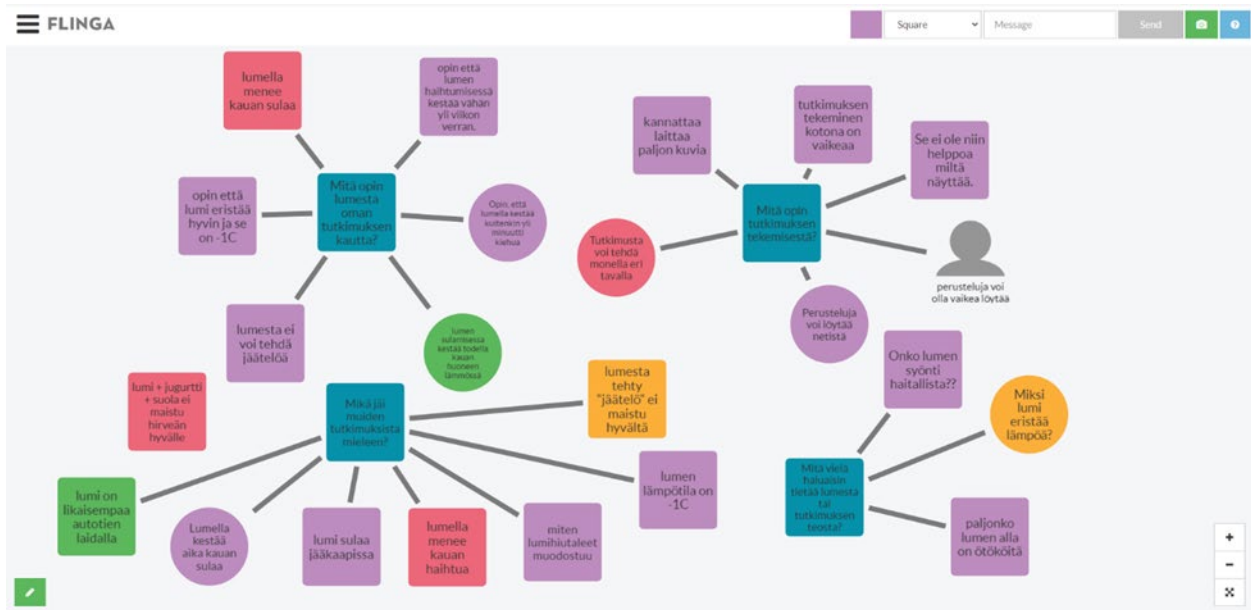 FLINGA
Square
Message
Send
lumella
menee
kauan sulaa
opin että
lumen
haihtumisessä
kestää vähän
yli viikon
verran.
opin että
lumi eristää
hyvin ja se
on -1C
Mitä opin
lumesta
oman
tutkimuksen
kautta?
Opin, että
lumella kestää
kuitenkin yli
minuutti
kiehua
lumesta ei
voi tehdä
jäätelöä
lumen
sulamisessa
kestää todella
kauan
huoneen
lämmössä
kannattaa
laittaa
paljon kuvia
tutkimuksen
tekeminen
kotona on
vaikeaa
Se ei ole niin
helppoa
miltä
näyttää.
Mitä opin
tutkimuksen
tekemisestä?
Tutkimusta
voi tehdä
monella eri
tavalla
perusteluja voi
olla vaikea löytää
Perusteluja
voi löytää
netistä
lumi + jugurtti
+ suola ei
maistu
hirveän
hyvälle
Mikä jäi
muiden
tutkimuksista
mieleen?
lumesta
tehty
"jäätelö" ei
maistu
hyvältä
lumi on
likaisempaa
autotien
laidalla
Lumella
kestää
aika kauan
sulaa
lumi sulaa
jääkaapissa
lumella
menee
kauan
haihtua
miten
lumihiutaleet
muodostuu
lumen
lämpötila on
-1C
Onko lumen
syönti
haitallista??
Miksi
lumi
eristää
lämpöä?
Mitä vielä
haluaisin
tietää lumesta
tai
tutkimuksen
teosta?
paljonko
lumen alla
on ötököitä